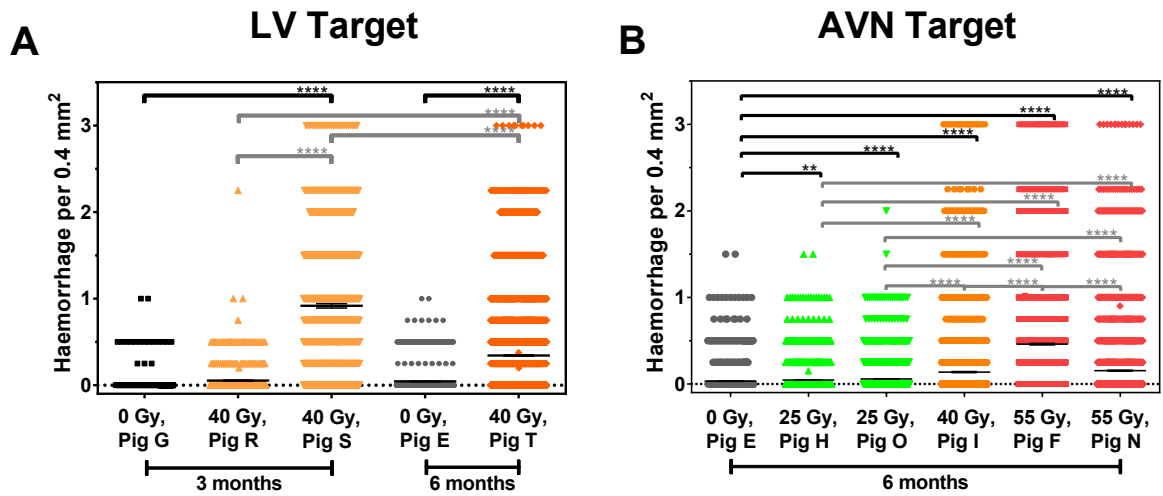 LV Target
AVN Target
A
B
Haemorrhage per 0.4 mm²
3
2
1
0
****
****
****
****
****
0 Gy,
Pig G
40 Gy,
Pig R
40 Gy,
Pig S
0 Gy,
Pig E
40 Gy,
Pig T
3 months
6 months
Haemorrhage per 0.4 mm²
3
2
1
0
****
****
****
****
**
****
****
****
****
****
****
****
****
0 Gy,
Pig E
25 Gy,
Pig H
25 Gy,
Pig O
40 Gy,
Pig I
55 Gy,
Pig F
55 Gy,
Pig N
6 months